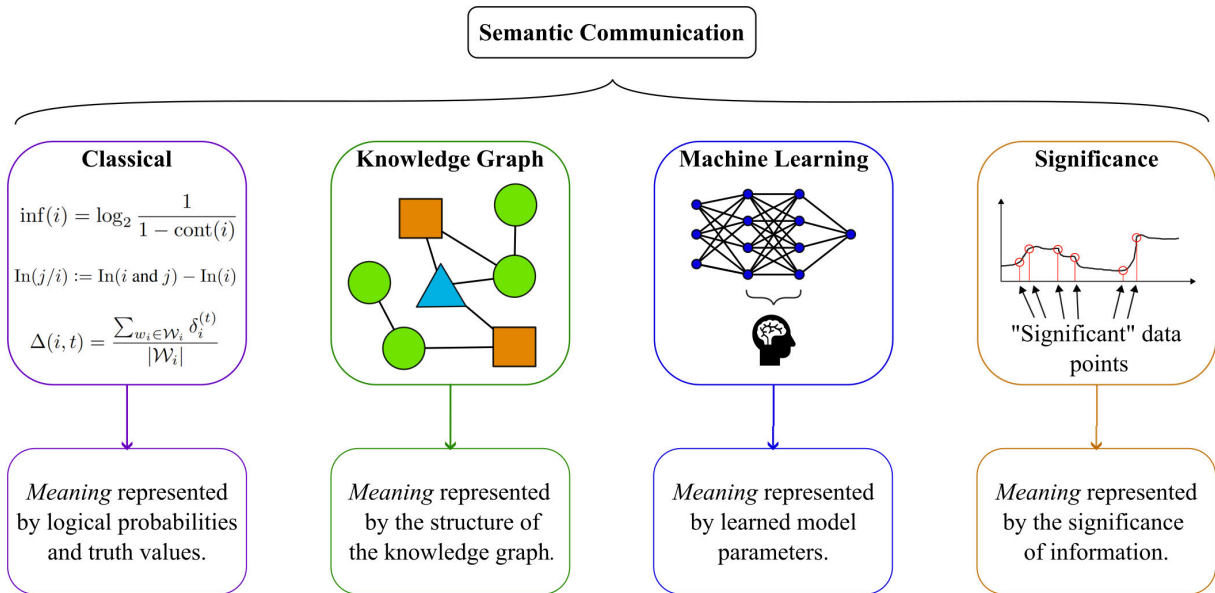 Semantic Communication
Classical
inf(i) = log₂ 1 / (1 − cont(i))
In(j/i) := In(i and j) − In(i)
Δ(i, t) = ∑_{w_i∈𝒲_i} δ_i^{(t)} / |𝒲_i|
Meaning represented
by logical probabilities
and truth values.
Knowledge Graph
Meaning represented
by the structure of
the knowledge graph.
Machine Learning
Meaning represented
by learned model
parameters.
Significance
"Significant" data
points
Meaning represented
by the significance
of information.